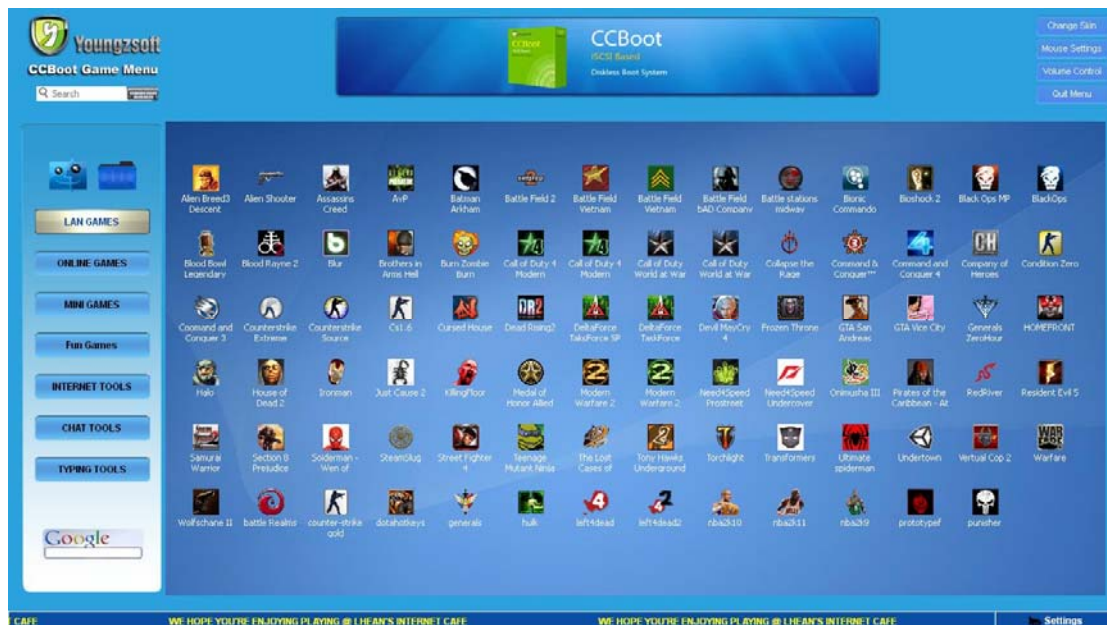 Youngzsoft
CCBoot Game Menu
Search
CCBoot
CCBoot
iSCSI Based
Diskless Boot System
Change Skin
Mouse Settings
Volume Control
Quit Menu
LAN GAMES
ONLINE GAMES
MINI GAMES
Fun Games
INTERNET TOOLS
CHAT TOOLS
TYPING TOOLS
Google
Alien Breed3 Descent
Alien Shooter
Assassins Creed
AvP
Batman Arkham
Battle Field 2
Battle Field Vietnam
Battle Field Vietnam
Battle Field bAD Company
Battle stations midway
Bionic Commando
Bioshock 2
Black Ops MP
BlackOps
Blood Bowl Legendary
Blood Rayne 2
Blur
Brothers in Arms Hell
Burn Zombie Burn
Call of Duty 4 Modern
Call of Duty 4 Modern
Call of Duty World at War
Call of Duty World at War
Collapse the Rage
Command & Conquer™
Command and Conquer 4
Company of Heroes
Condition Zero
Coomand and Conquer 3
Counterstrike Extreme
Counterstrike Source
Cs1.6
Cursed House
Dead Rising2
DeltaForce TaksForce SP
DeltaForce TaskForce
Devil MayCry 4
Frozen Throne
GTA San Andreas
GTA Vice City
Generals ZeroHour
HOMEFRONT
Halo
House of Dead 2
Ironman
Just Cause 2
KillingFloor
Medal of Honor Allied
Modern Warfare 2
Modern Warfare 2
Need4Speed Prostreet
Need4Speed Undercover
Onimusha III
Pirates of the Caribbean - At
RedRiver
Resident Evil 5
Samurai Warrior
Section 8 Prejudice
Soiderman - Wen of
SteamSlug
Street Fighter 4
Teenage Mutant Ninja
The Lost Cases of
Tony Hawks Underground
Torchlight
Transformers
Ultimate spiderman
Undertown
Vertual Cop 2
Warfare
Wolfschane II
battle Realms
counter-strike gold
dotahotkeys
generals
hulk
left4dead
left4dead2
nba2k10
nba2k11
nba2k9
prototypef
punisher
CAFE
WE HOPE YOU'RE ENJOYING PLAYING @ LHEAN'S INTERNET CAFE
WE HOPE YOU'RE ENJOYING PLAYING @ LHEAN'S INTERNET CAFE
Settings